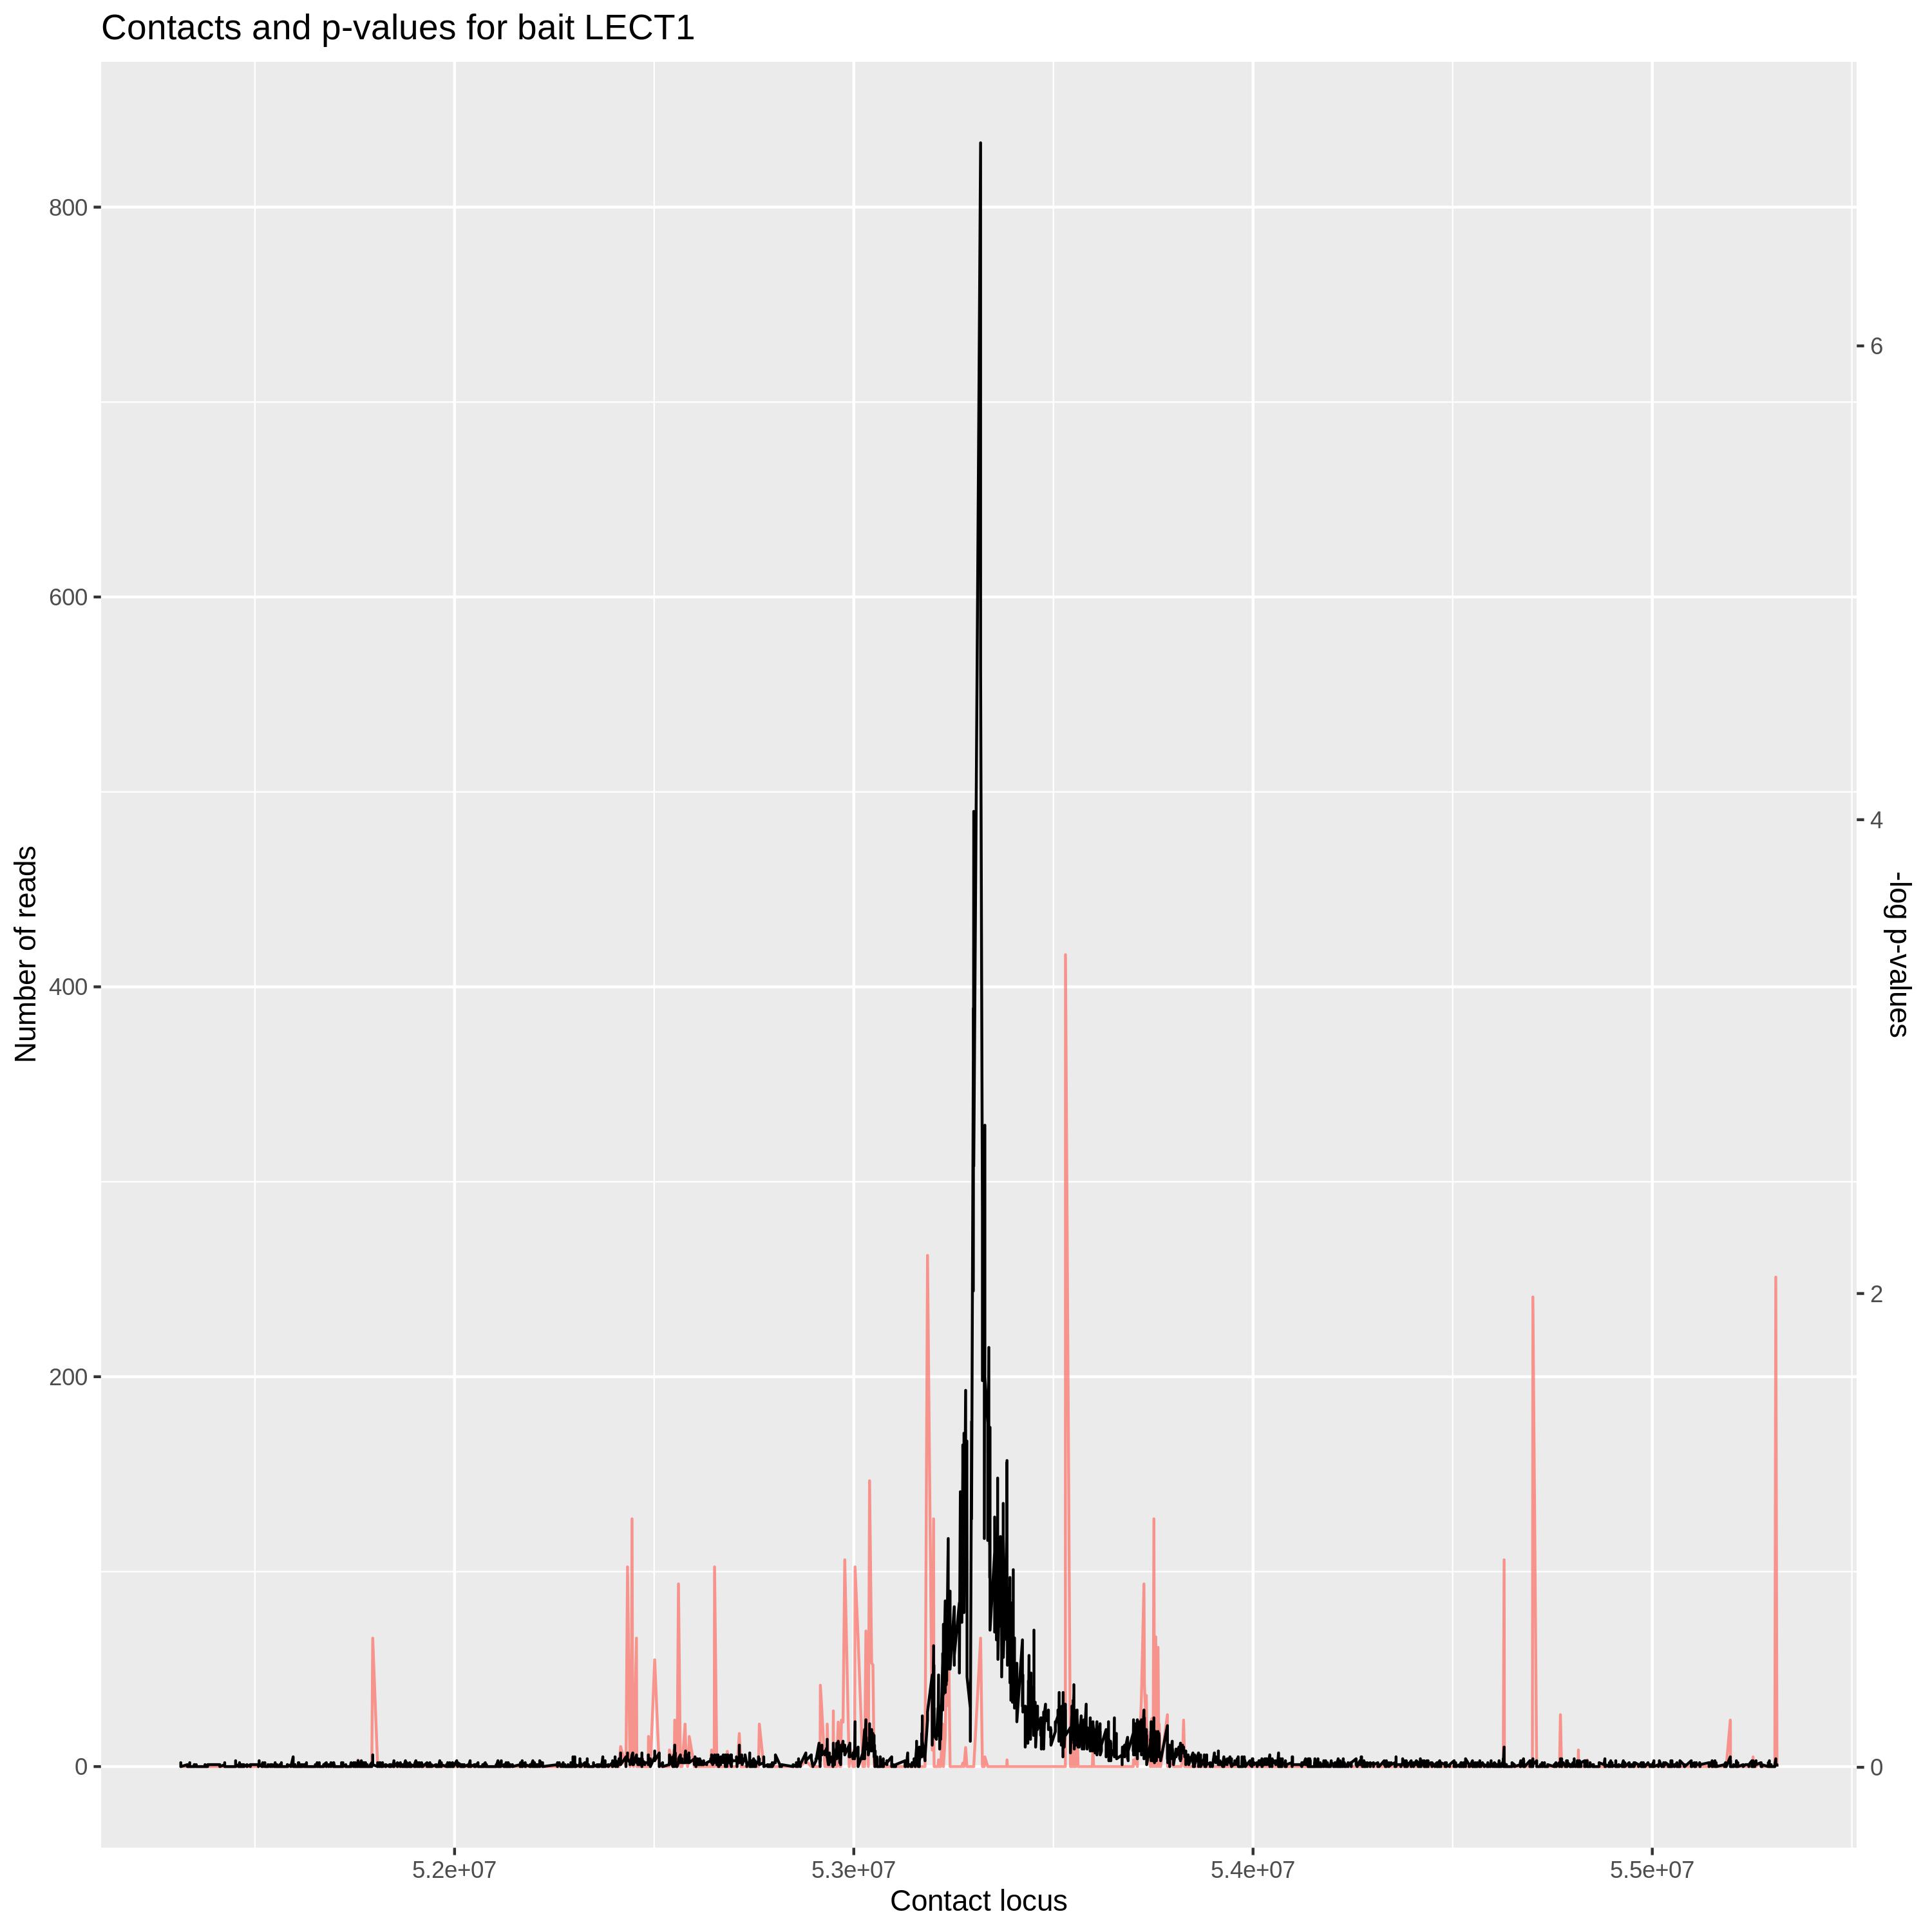 Contacts and p-values for bait LECT1
800
600
400
200
0
Number of reads
6
4
2
0
-log p-values
5.2e+07
5.3e+07
5.4e+07
5.5e+07
Contact locus